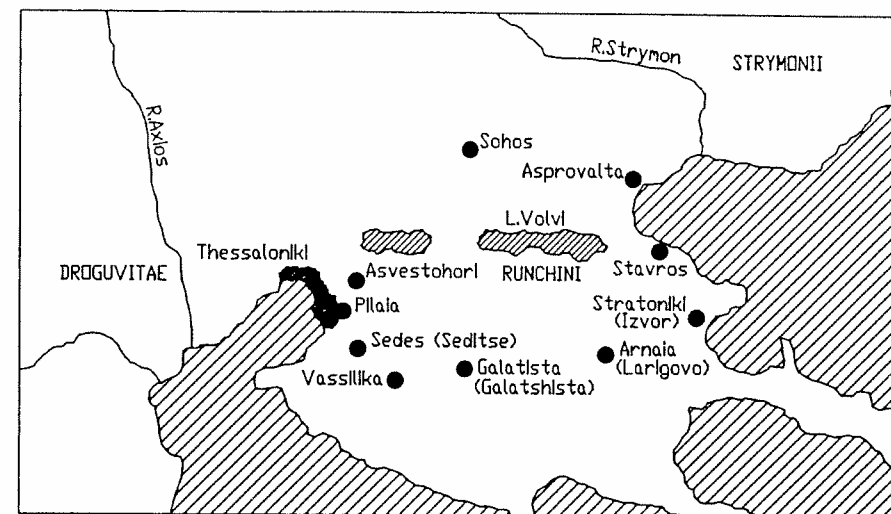 R.Strymon
STRYMONII
R.Axlos
Sohos
Asprovalta
L.Volvi
Thessaloniki
DROGUVITAE
Asvestohori
RUNCHINI
Stavros
Pilaia
Stratoniki
(Izvor)
Sedes (Seditse)
Arnaia
(Larigovo)
Vassilika
Galatista
(Galatshista)